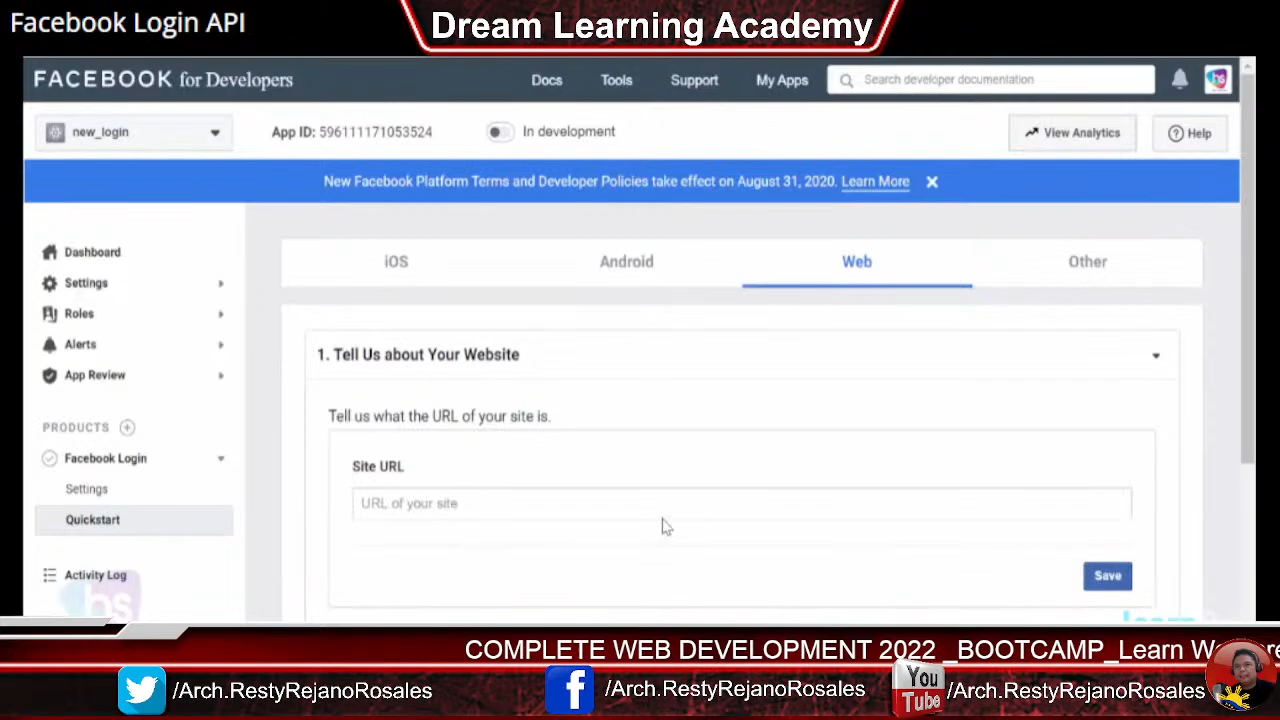 Facebook Login API
Dream Learning Academy
FACEBOOK for Developers
Docs
Tools
Support
My Apps
Search developer documentation
new_login
App ID: 596111171053524
In development
View Analytics
Help
New Facebook Platform Terms and Developer Policies take effect on August 31, 2020. Learn More
Dashboard
Settings
Roles
Alerts
App Review
PRODUCTS
Facebook Login
Settings
Quickstart
Activity Log
iOS
Android
Web
Other
1. Tell Us about Your Website
Tell us what the URL of your site is.
Site URL
URL of your site
Save
bs
COMPLETE WEB DEVELOPMENT 2022 _BOOTCAMP_Learn W
/Arch.RestyRejanoRosales
/Arch.RestyRejanoRosales
You
Tube
/Arch.RestyRejanoRosales